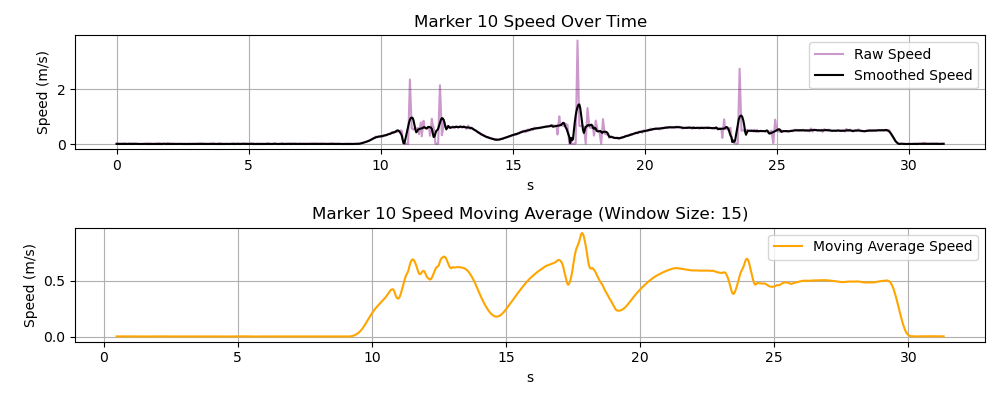 Marker 10 Speed Over Time
Speed (m/s)
2
0
Raw Speed
Smoothed Speed
0 5 10 15 20 25 30
s
Marker 10 Speed Moving Average (Window Size: 15)
Speed (m/s)
0.5
0.0
Moving Average Speed
0 5 10 15 20 25 30
s